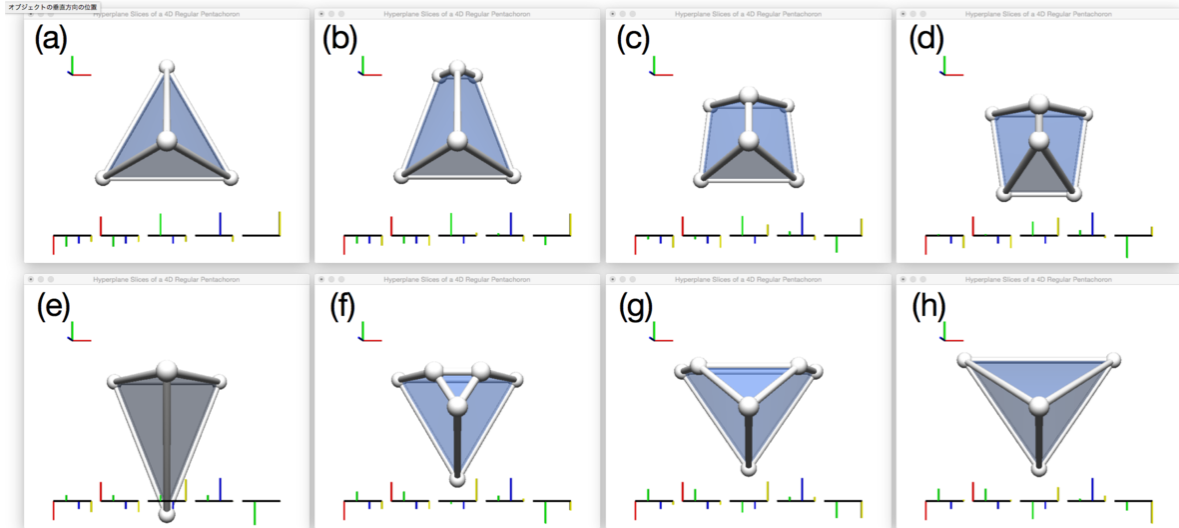 オブジェクトの垂直方向の位置
Hyperplane Slices of a 4D Regular Pentachoron
(a)
Hyperplane Slices of a 4D Regular Pentachoron
(b)
Hyperplane Slices of a 4D Regular Pentachoron
(c)
Hyperplane Slices of a 4D Regular Pentachoron
(d)
Hyperplane Slices of a 4D Regular Pentachoron
(e)
Hyperplane Slices of a 4D Regular Pentachoron
(f)
Hyperplane Slices of a 4D Regular Pentachoron
(g)
Hyperplane Slices of a 4D Regular Pentachoron
(h)